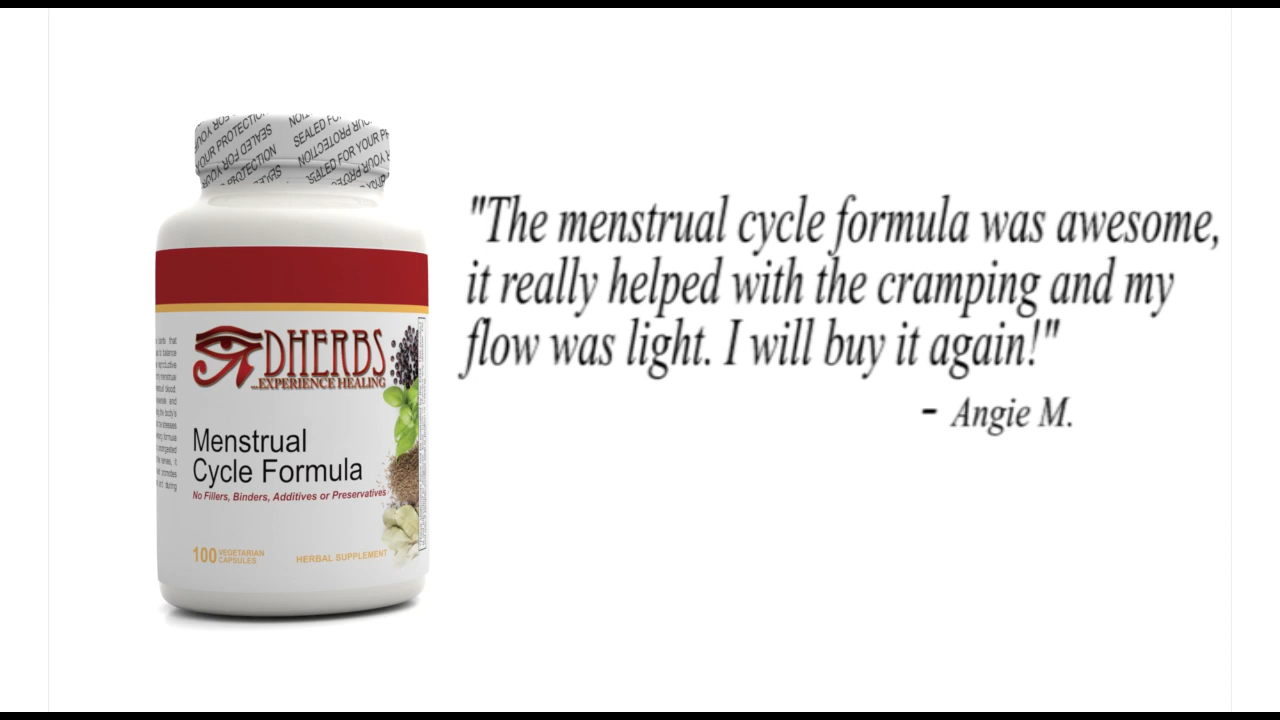 SEALED FOR YOUR PROTECTION
DHERBS
...EXPERIENCE HEALING
Menstrual
Cycle Formula
No Fillers, Binders, Additives or Preservatives
100 VEGETARIAN
CAPSULES
HERBAL SUPPLEMENT
"The menstrual cycle formula was awesome,
it really helped with the cramping and my
flow was light. I will buy it again!"
- Angie M.